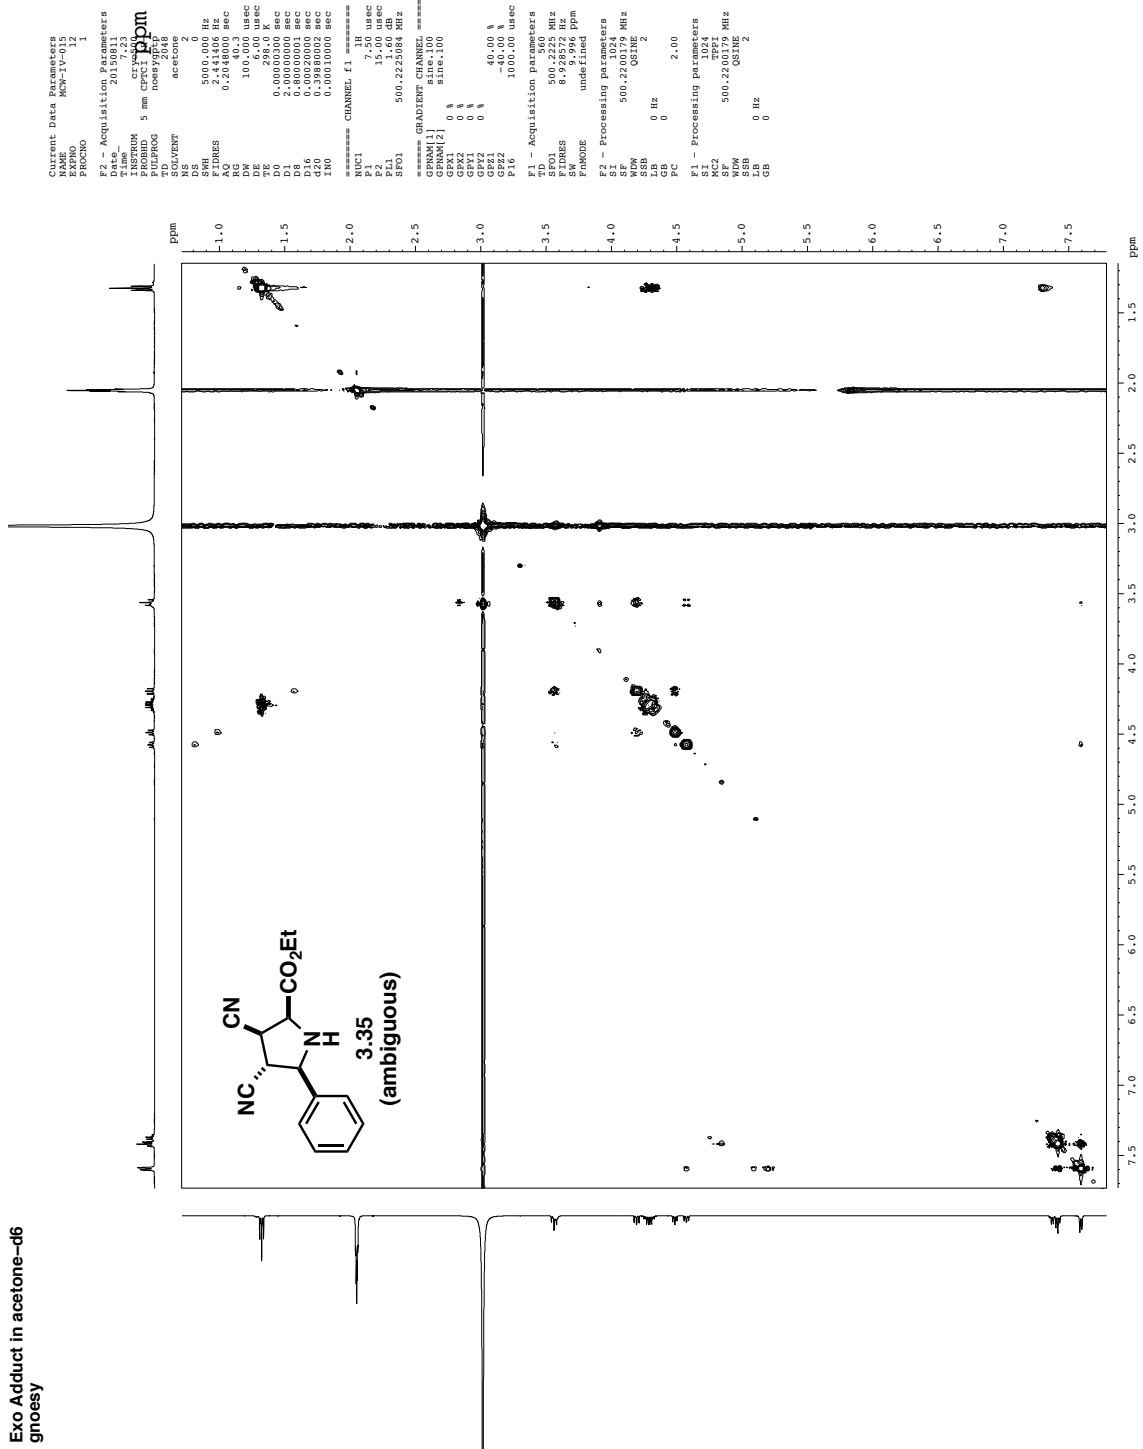 Exo Adduct in acetone-d6
gnoesy
Current Data Parameters
NAME MCW-IV-015
EXPNO 12
PROCNO 1
F2 - Acquisition Parameters
Date_ 20150811
Time 7.23
INSTRUM cryo500
PROBHD 5 mm CPTCI
ppm
PULPROG noesygptp
TD 2048
SOLVENT acetone
NS 2
DS 0
SWH 5000.000 Hz
FIDRES 2.441406 Hz
AQ 0.2048000 sec
RG 40.3
DW 100.000 usec
DE 6.00 usec
TE 298.0 K
D0 0.00000300 sec
D1 2.00000000 sec
D8 0.80000001 sec
D16 0.00020000 sec
d20 0.39880002 sec
IN0 0.00010000 sec
======== CHANNEL f1 ========
NUC1 1H
P1 7.50 usec
P2 15.00 usec
PL1 1.60 dB
SFO1 500.2225084 MHz
====== GRADIENT CHANNEL =====
GPNAM[1] sine.100
GPNAM[2] sine.100
GPX1 0 %
GPX2 0 %
GPY1 0 %
GPY2 0 %
GPZ1 40.00 %
GPZ2 -40.00 %
P16 1000.00 usec
F1 - Acquisition parameters
TD 560
SFO1 500.2225 MHz
FIDRES 8.928572 Hz
SW 9.996 ppm
FnMODE undefined
F2 - Processing parameters
SI 1024
SF 500.2200179 MHz
WDW QSINE
SSB 2
LB 0 Hz
GB 0
PC 2.00
F1 - Processing parameters
SI 1024
MC2 TPPI
SF 500.2200179 MHz
WDW QSINE
SSB 2
LB 0 Hz
GB 0
ppm
1.0
1.5
2.0
2.5
3.0
3.5
4.0
4.5
5.0
5.5
6.0
6.5
7.0
7.5
NC
CN
CO2Et
N
H
3.35
(ambiguous)
7.5 7.0 6.5 6.0 5.5 5.0 4.5 4.0 3.5 3.0 2.5 2.0 1.5 ppm